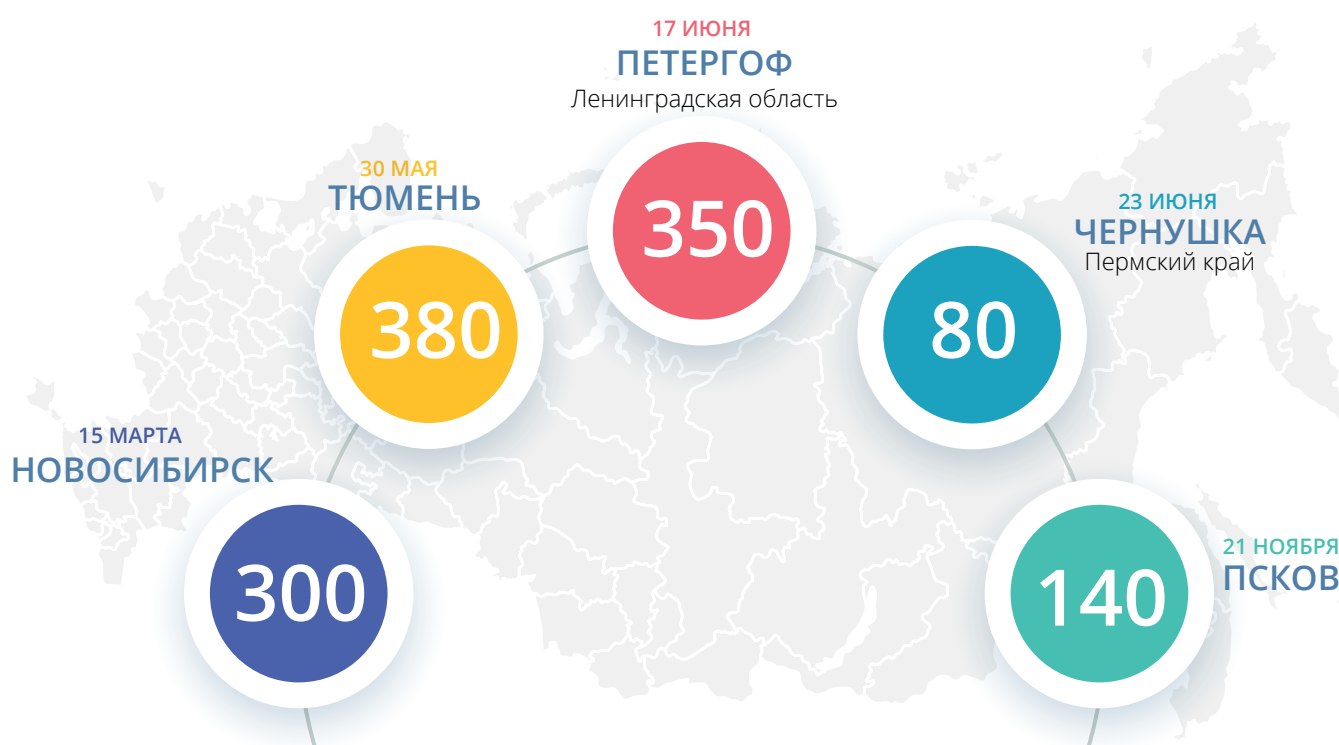 17 ИЮНЯ
ПЕТЕРГОФ
Ленинградская область
350
30 МАЯ
ТЮМЕНЬ
380
23 ИЮНЯ
ЧЕРНУШКА
Пермский край
80
15 МАРТА
НОВОСИБИРСК
300
21 НОЯБРЯ
ПСКОВ
140